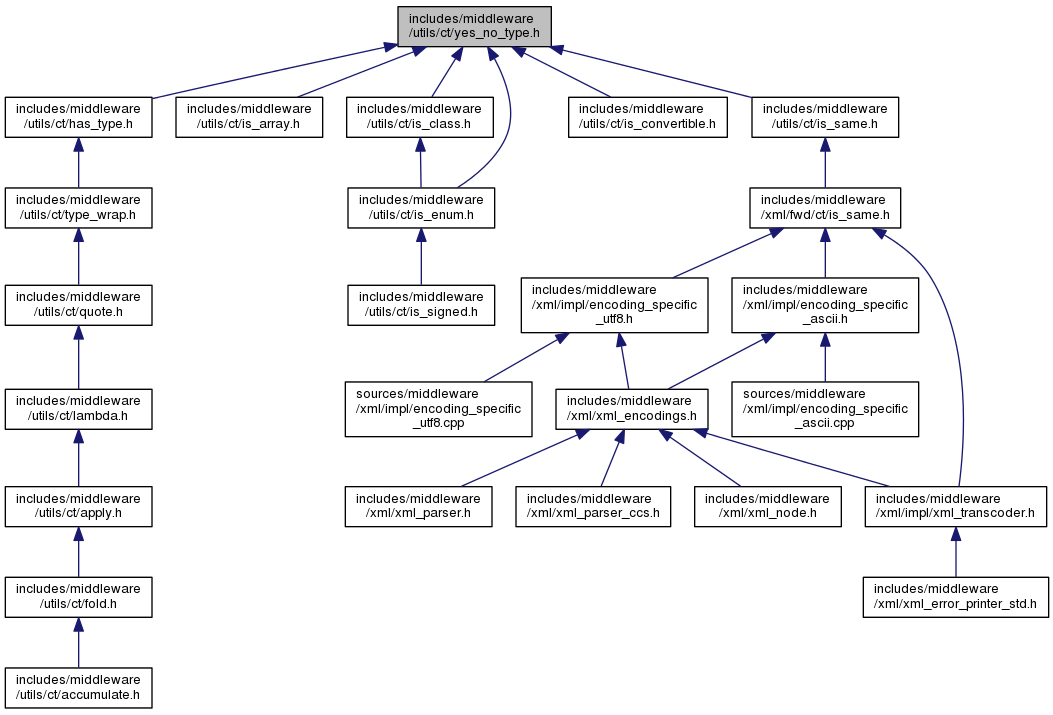 includes/middleware
/utils/ct/yes_no_type.h
includes/middleware
/utils/ct/has_type.h
includes/middleware
/utils/ct/is_array.h
includes/middleware
/utils/ct/is_class.h
includes/middleware
/utils/ct/is_convertible.h
includes/middleware
/utils/ct/is_same.h
includes/middleware
/utils/ct/type_wrap.h
includes/middleware
/utils/ct/is_enum.h
includes/middleware
/xml/fwd/ct/is_same.h
includes/middleware
/utils/ct/quote.h
includes/middleware
/utils/ct/is_signed.h
includes/middleware
/xml/impl/encoding_specific
_utf8.h
includes/middleware
/xml/impl/encoding_specific
_ascii.h
includes/middleware
/utils/ct/lambda.h
sources/middleware
/xml/impl/encoding_specific
_utf8.cpp
includes/middleware
/xml/xml_encodings.h
sources/middleware
/xml/impl/encoding_specific
_ascii.cpp
includes/middleware
/utils/ct/apply.h
includes/middleware
/xml/xml_parser.h
includes/middleware
/xml/xml_parser_ccs.h
includes/middleware
/xml/xml_node.h
includes/middleware
/xml/impl/xml_transcoder.h
includes/middleware
/utils/ct/fold.h
includes/middleware
/xml/xml_error_printer_std.h
includes/middleware
/utils/ct/accumulate.h